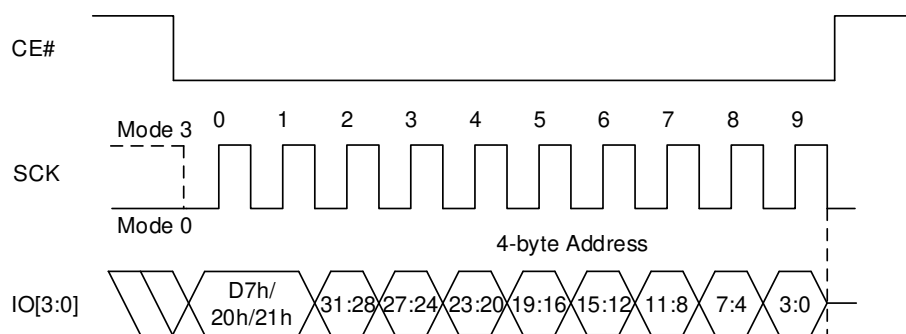 CE#
0 1 2 3 4 5 6 7 8 9
Mode 3
SCK
Mode 0
4-byte Address
IO[3:0]
D7h/
20h/21h
31:28 27:24 23:20 19:16 15:12 11:8 7:4 3:0